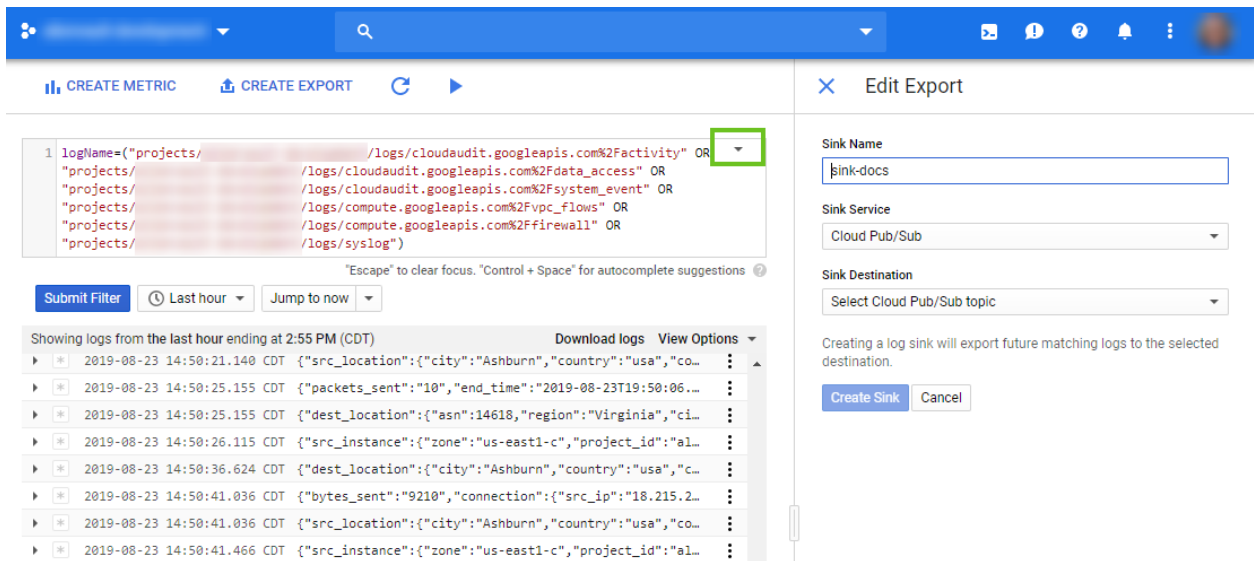 CREATE METRIC
CREATE EXPORT
Edit Export
1 logName=("projects/ /logs/cloudaudit.googleapis.com%2Factivity" OR
"projects/ /logs/cloudaudit.googleapis.com%2Fdata_access" OR
"projects/ /logs/cloudaudit.googleapis.com%2Fsystem_event" OR
"projects/ /logs/compute.googleapis.com%2Fvpc_flows" OR
"projects/ /logs/compute.googleapis.com%2Ffirewall" OR
"projects/ /logs/syslog")
"Escape" to clear focus. "Control + Space" for autocomplete suggestions
Submit Filter
Last hour
Jump to now
Showing logs from the last hour ending at 2:55 PM (CDT)
Download logs
View Options
2019-08-23 14:50:21.140 CDT {"src_location":{"city":"Ashburn","country":"usa","co…
2019-08-23 14:50:25.155 CDT {"packets_sent":"10","end_time":"2019-08-23T19:50:06.…
2019-08-23 14:50:25.155 CDT {"dest_location":{"asn":14618,"region":"Virginia","ci…
2019-08-23 14:50:26.115 CDT {"src_instance":{"zone":"us-east1-c","project_id":"al…
2019-08-23 14:50:36.624 CDT {"dest_location":{"city":"Ashburn","country":"usa","c…
2019-08-23 14:50:41.036 CDT {"bytes_sent":"9210","connection":{"src_ip":"18.215.2…
2019-08-23 14:50:41.036 CDT {"src_location":{"city":"Ashburn","country":"usa","co…
2019-08-23 14:50:41.466 CDT {"src_instance":{"zone":"us-east1-c","project_id":"al…
Sink Name
sink-docs
Sink Service
Cloud Pub/Sub
Sink Destination
Select Cloud Pub/Sub topic
Creating a log sink will export future matching logs to the selected
destination.
Create Sink
Cancel